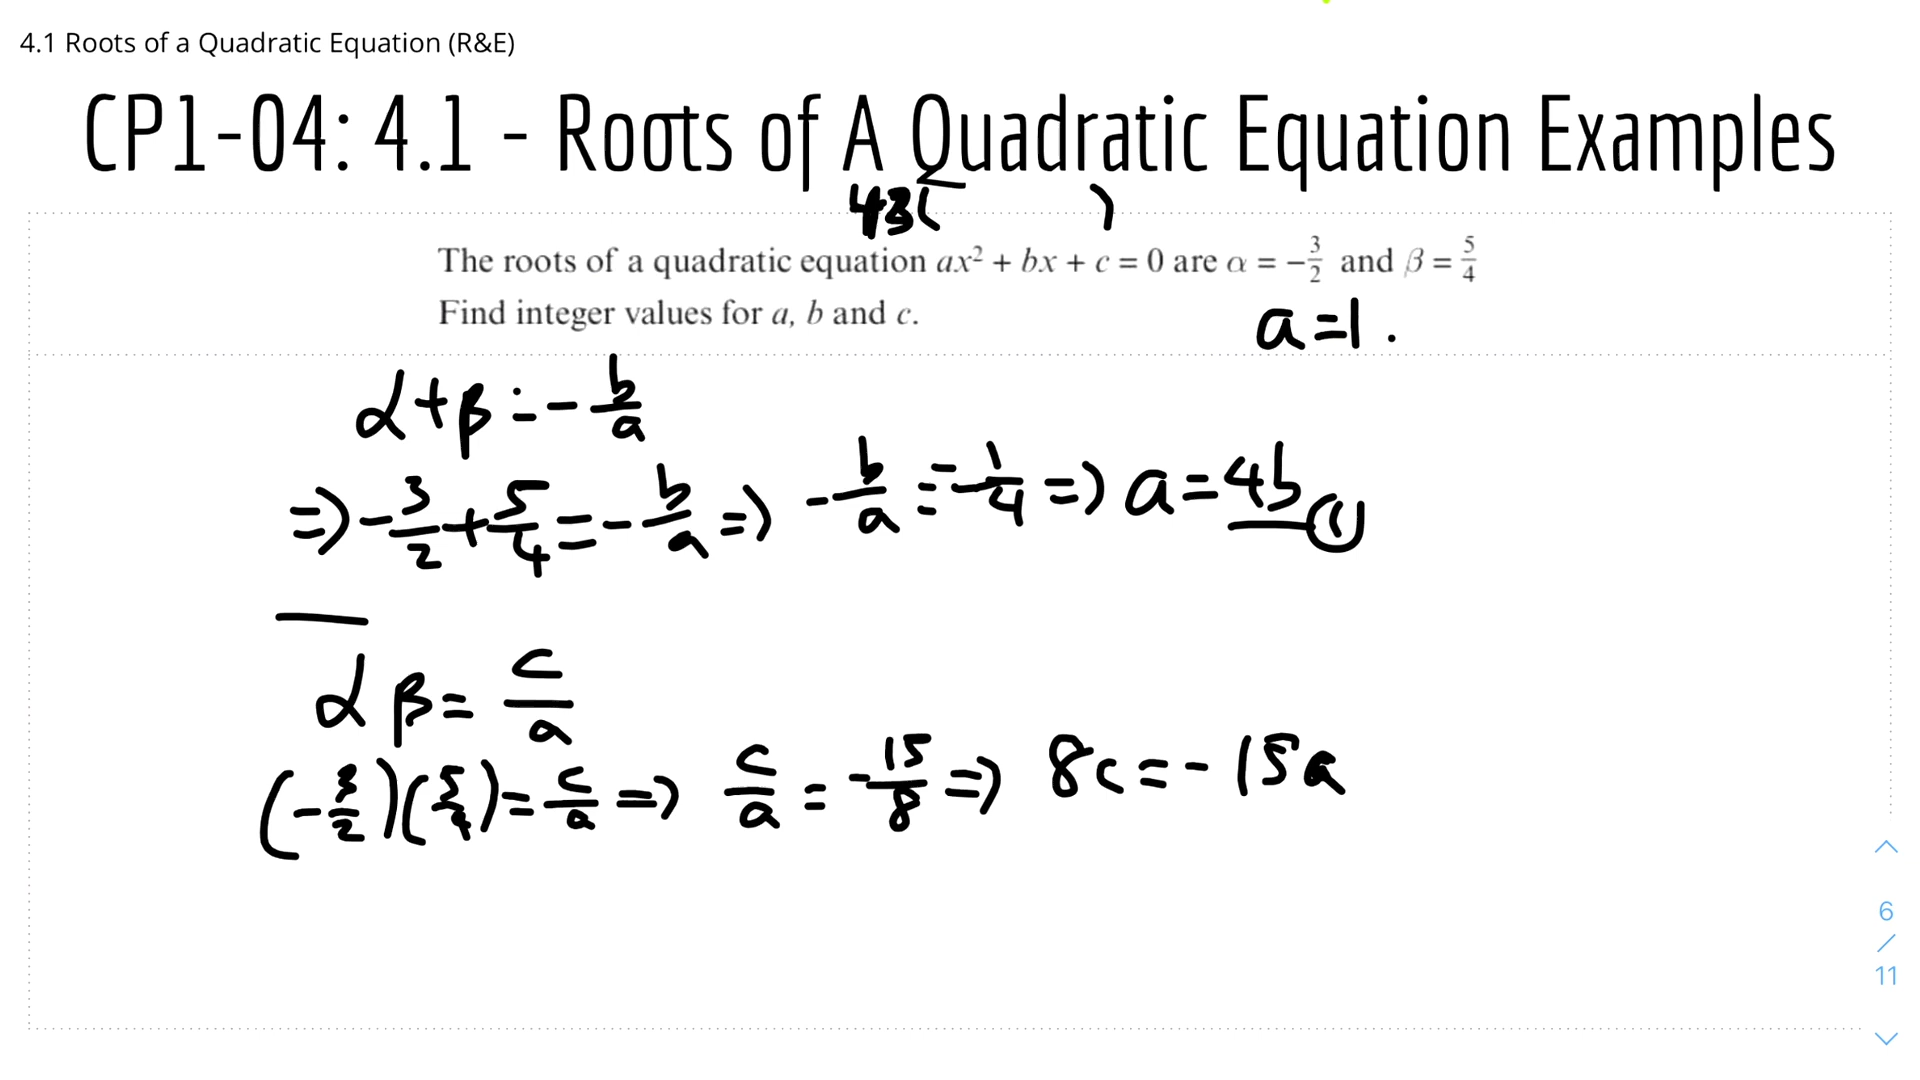 4.1 Roots of a Quadratic Equation (R&E)
CP1-04: 4.1 - Roots of A Quadratic Equation Examples
43( )
The roots of a quadratic equation ax² + bx + c = 0 are α = -3/2 and β = 5/4
Find integer values for a, b and c.
a=1.
α+β=-b/a
=> -3/2+5/4=-b/a => -b/a=-1/4 => a=4b ①
αβ=c/a
(-3/2)(5/4)=c/a => c/a=-15/8 => 8c=-15a
6
/
11